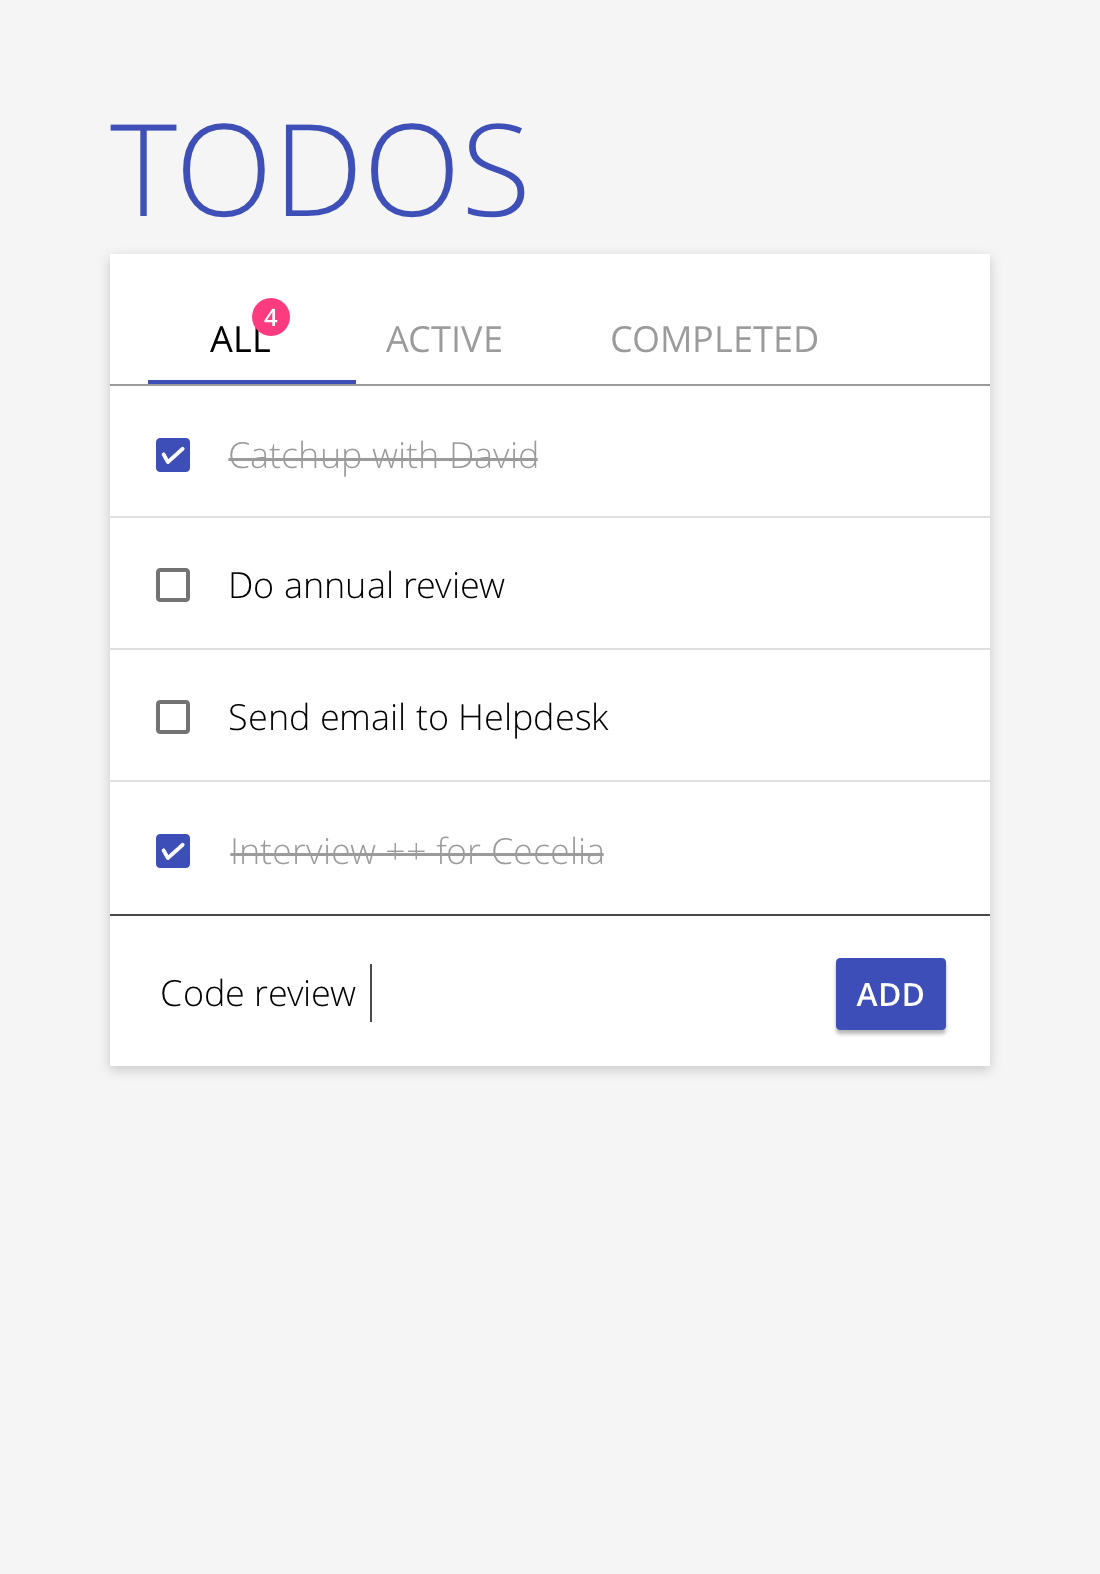 TODOS
ALL 4 ACTIVE COMPLETED
Catchup with David
Do annual review
Send email to Helpdesk
Interview ++ for Cecelia
Code review ADD